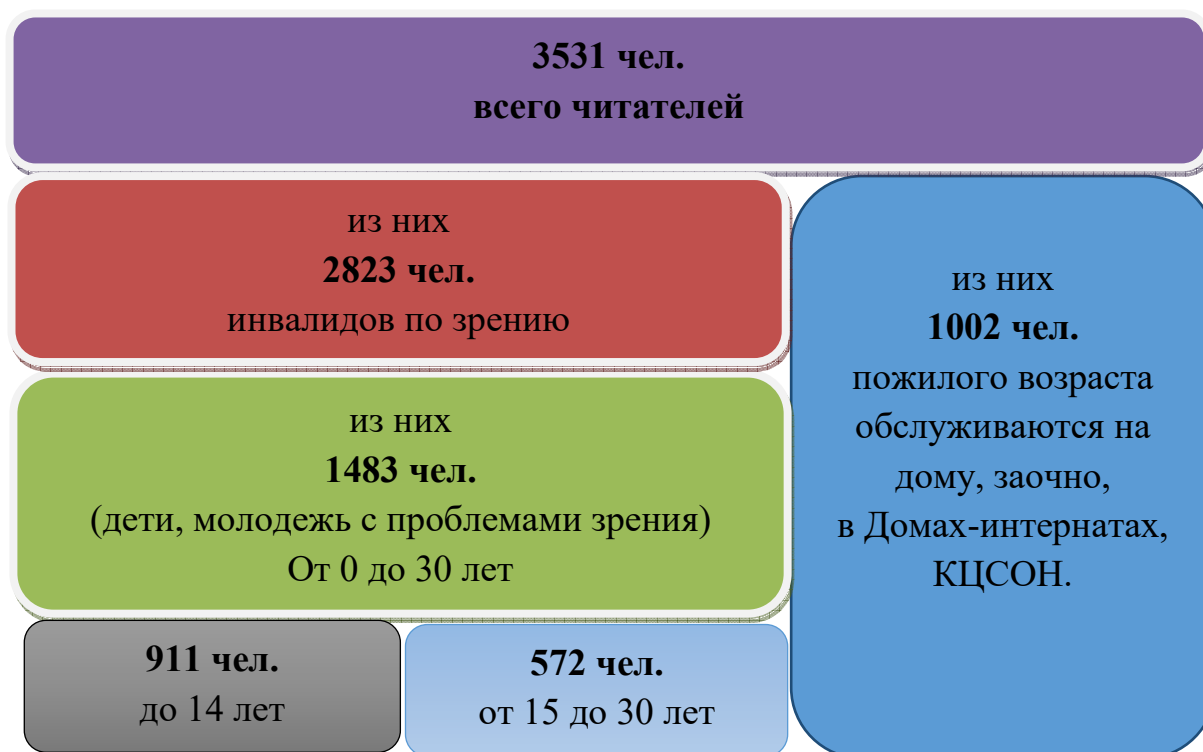 3531 чел.
всего читателей
из них
2823 чел.
инвалидов по зрению
из них
1483 чел.
(дети, молодежь с проблемами зрения)
От 0 до 30 лет
911 чел.
до 14 лет
572 чел.
от 15 до 30 лет
из них
1002 чел.
пожилого возраста
обслуживаются на
дому, заочно,
в Домах-интернатах,
КЦСОН.